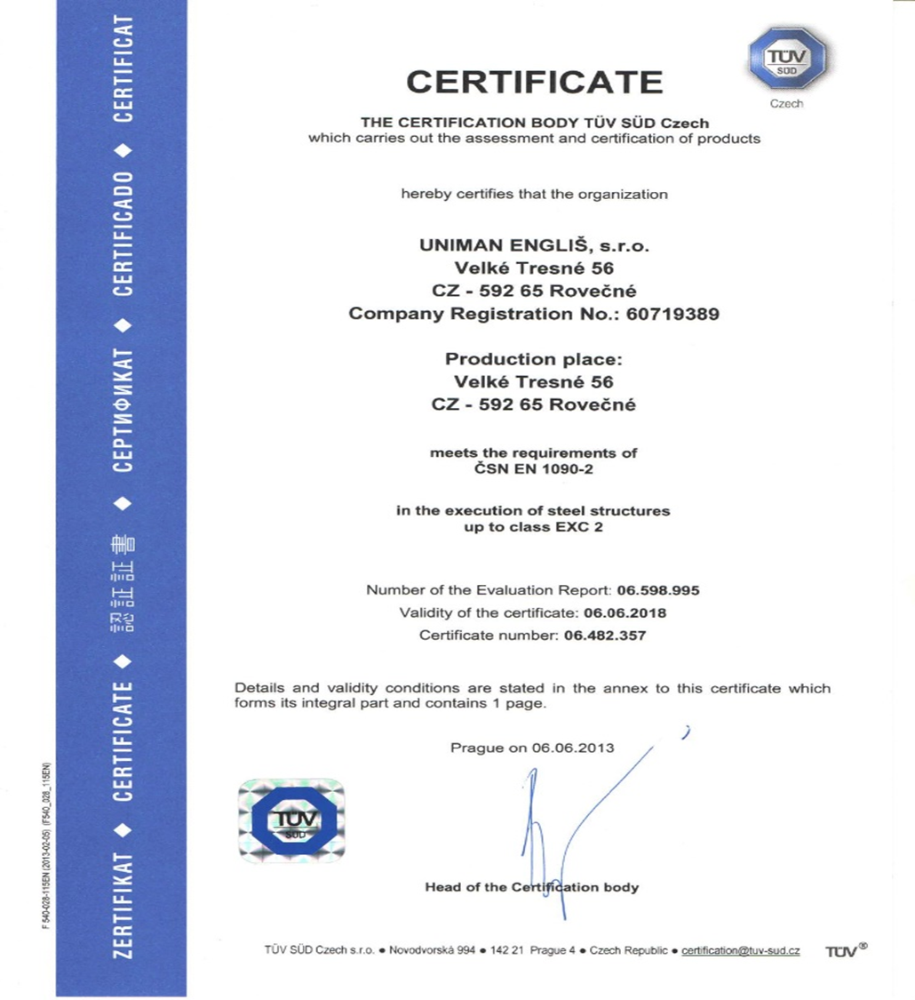 ZERTIFIKAT ◆ CERTIFICATE ◆ 認証証書 ◆ СЕРТИФИКАТ ◆ CERTIFICADO ◆ CERTIFICAT
F 540-028-115EN (2013-02-05) (F540_028_115EN)
TÜV
SÜD
Czech
CERTIFICATE
THE CERTIFICATION BODY TÜV SÜD Czech
which carries out the assessment and certification of products
hereby certifies that the organization
UNIMAN ENGLIŠ, s.r.o.
Velké Tresné 56
CZ - 592 65 Rovečné
Company Registration No.: 60719389
Production place:
Velké Tresné 56
CZ - 592 65 Rovečné
meets the requirements of
ČSN EN 1090-2
in the execution of steel structures
up to class EXC 2
Number of the Evaluation Report: 06.598.995
Validity of the certificate: 06.06.2018
Certificate number: 06.482.357
Details and validity conditions are stated in the annex to this certificate which
forms its integral part and contains 1 page.
Prague on 06.06.2013
TÜV
SÜD
Head of the Certification body
TÜV SÜD Czech s.r.o. ● Novodvorská 994 ● 142 21 Prague 4 ● Czech Republic ● certification@tuv-sud.cz
TÜV®